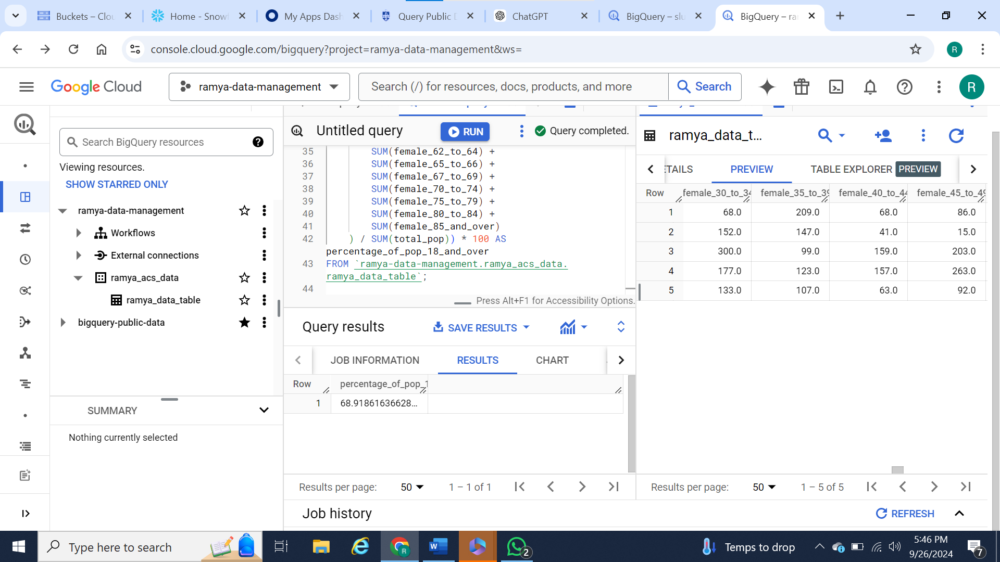 Buckets – Clou
Home - Snowf
My Apps Dash
Query Public D
ChatGPT
BigQuery – slu
BigQuery – ra
console.cloud.google.com/bigquery?project=ramya-data-management&ws=
R
Google Cloud
ramya-data-management
Search (/) for resources, docs, products, and more
Search
R
Search BigQuery resources
Viewing resources.
SHOW STARRED ONLY
ramya-data-management
Workflows
External connections
ramya_acs_data
ramya_data_table
bigquery-public-data
SUMMARY
Nothing currently selected
Untitled query
RUN
Query completed.
35 SUM(female_62_to_64) +
36 SUM(female_65_to_66) +
37 SUM(female_67_to_69) +
38 SUM(female_70_to_74) +
39 SUM(female_75_to_79) +
40 SUM(female_80_to_84) +
41 SUM(female_85_and_over)
42 ) / SUM(total_pop)) * 100 AS
percentage_of_pop_18_and_over
43 FROM `ramya-data-management.ramya_acs_data.
ramya_data_table`;
44
Press Alt+F1 for Accessibility Options.
Query results
SAVE RESULTS
JOB INFORMATION RESULTS CHART
Row percentage_of_pop_1
1 68.91861636628...
Results per page: 50 1 – 1 of 1
ramya_data_t...
ETAILS PREVIEW TABLE EXPLORER PREVIEW
Row female_30_to_34 female_35_to_39 female_40_to_44 female_45_to_49
1 68.0 209.0 68.0 86.0
2 152.0 147.0 41.0 15.0
3 300.0 99.0 159.0 203.0
4 177.0 123.0 157.0 263.0
5 133.0 107.0 63.0 92.0
Results per page: 50 1 – 5 of 5
Job history
REFRESH
Type here to search
2
Temps to drop
5:46 PM
9/26/2024
7